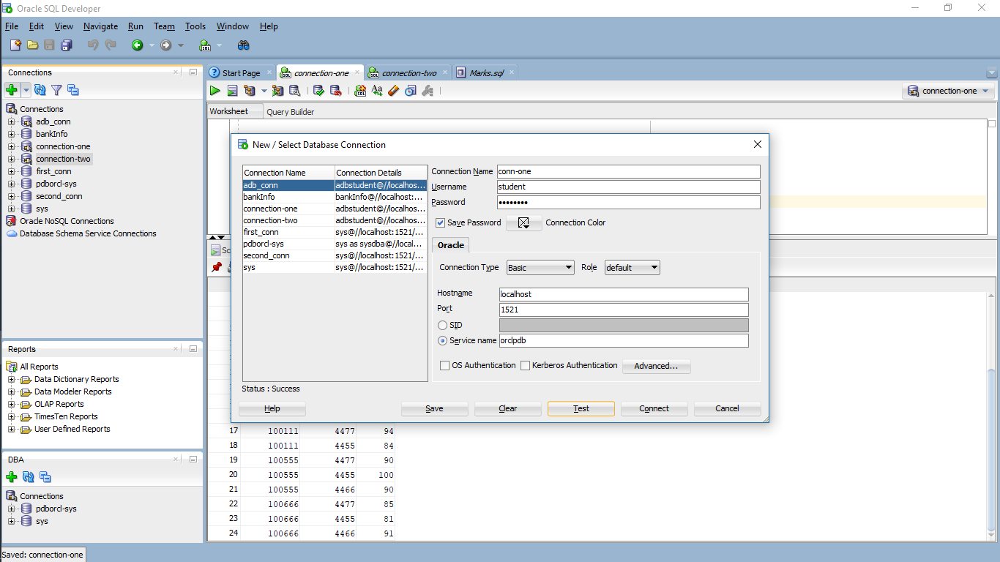 Oracle SQL Developer
File Edit View Navigate Run Team Tools Window Help
Connections
Start Page
connection-one
connection-two
Marks.sql
connection-one
Worksheet
Query Builder
Connections
adb_conn
bankInfo
connection-one
connection-two
first_conn
pdborcl-sys
second_conn
sys
Oracle NoSQL Connections
Database Schema Service Connections
New / Select Database Connection
Connection Name Connection Details
adb_conn adbstudent@//localhos...
bankInfo bankInfo@//localhost:...
connection-one adbstudent@//localhos...
connection-two adbstudent@//localhos...
first_conn sys@//localhost:1521/...
pdborcl-sys sys as sysdba@//local...
second_conn sys@//localhost:1521/...
sys sys@//localhost:1521/...
Connection Name conn-one
Username student
Password ••••••••
Save Password Connection Color
Oracle
Connection Type Basic Role default
Hostname localhost
Port 1521
SID
Service name orclpdb
OS Authentication Kerberos Authentication Advanced...
Status : Success
Help Save Clear Test Connect Cancel
Reports
All Reports
Data Dictionary Reports
Data Modeler Reports
OLAP Reports
TimesTen Reports
User Defined Reports
17 100111 4477 94
18 100111 4455 84
19 100555 4477 90
20 100555 4455 100
21 100555 4466 90
22 100666 4477 85
23 100666 4455 81
24 100666 4466 91
DBA
Connections
pdborcl-sys
sys
Saved: connection-one